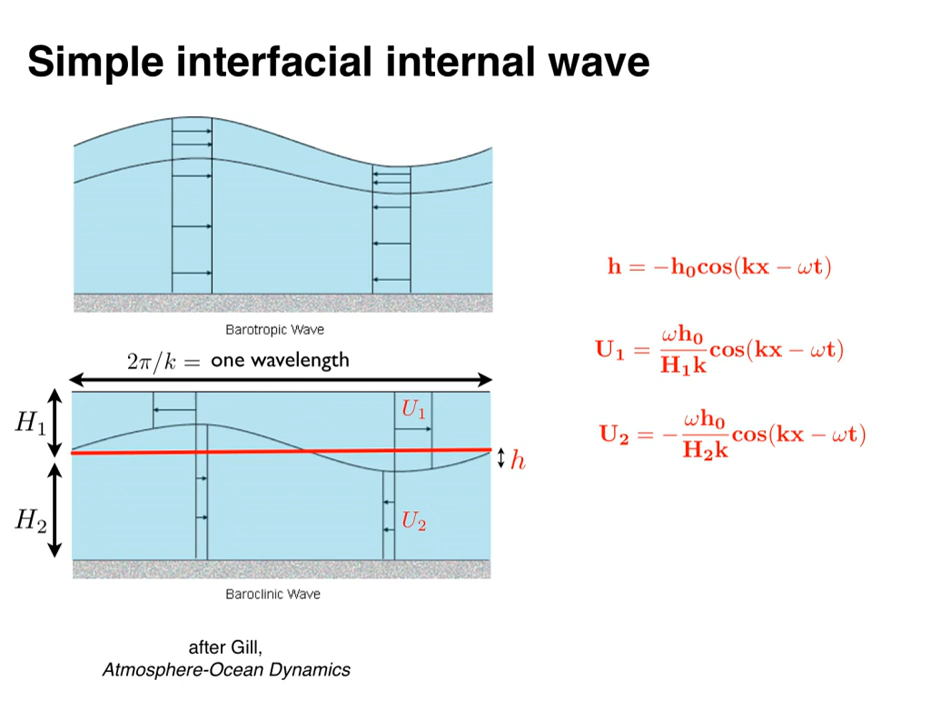 Simple interfacial internal wave
Barotropic Wave
2π/k = one wavelength
H₁
U₁
h
H₂
U₂
Baroclinic Wave
after Gill,
Atmosphere-Ocean Dynamics
h = −h₀cos(kx − ωt)
U₁ = ωh₀/H₁k cos(kx − ωt)
U₂ = − ωh₀/H₂k cos(kx − ωt)